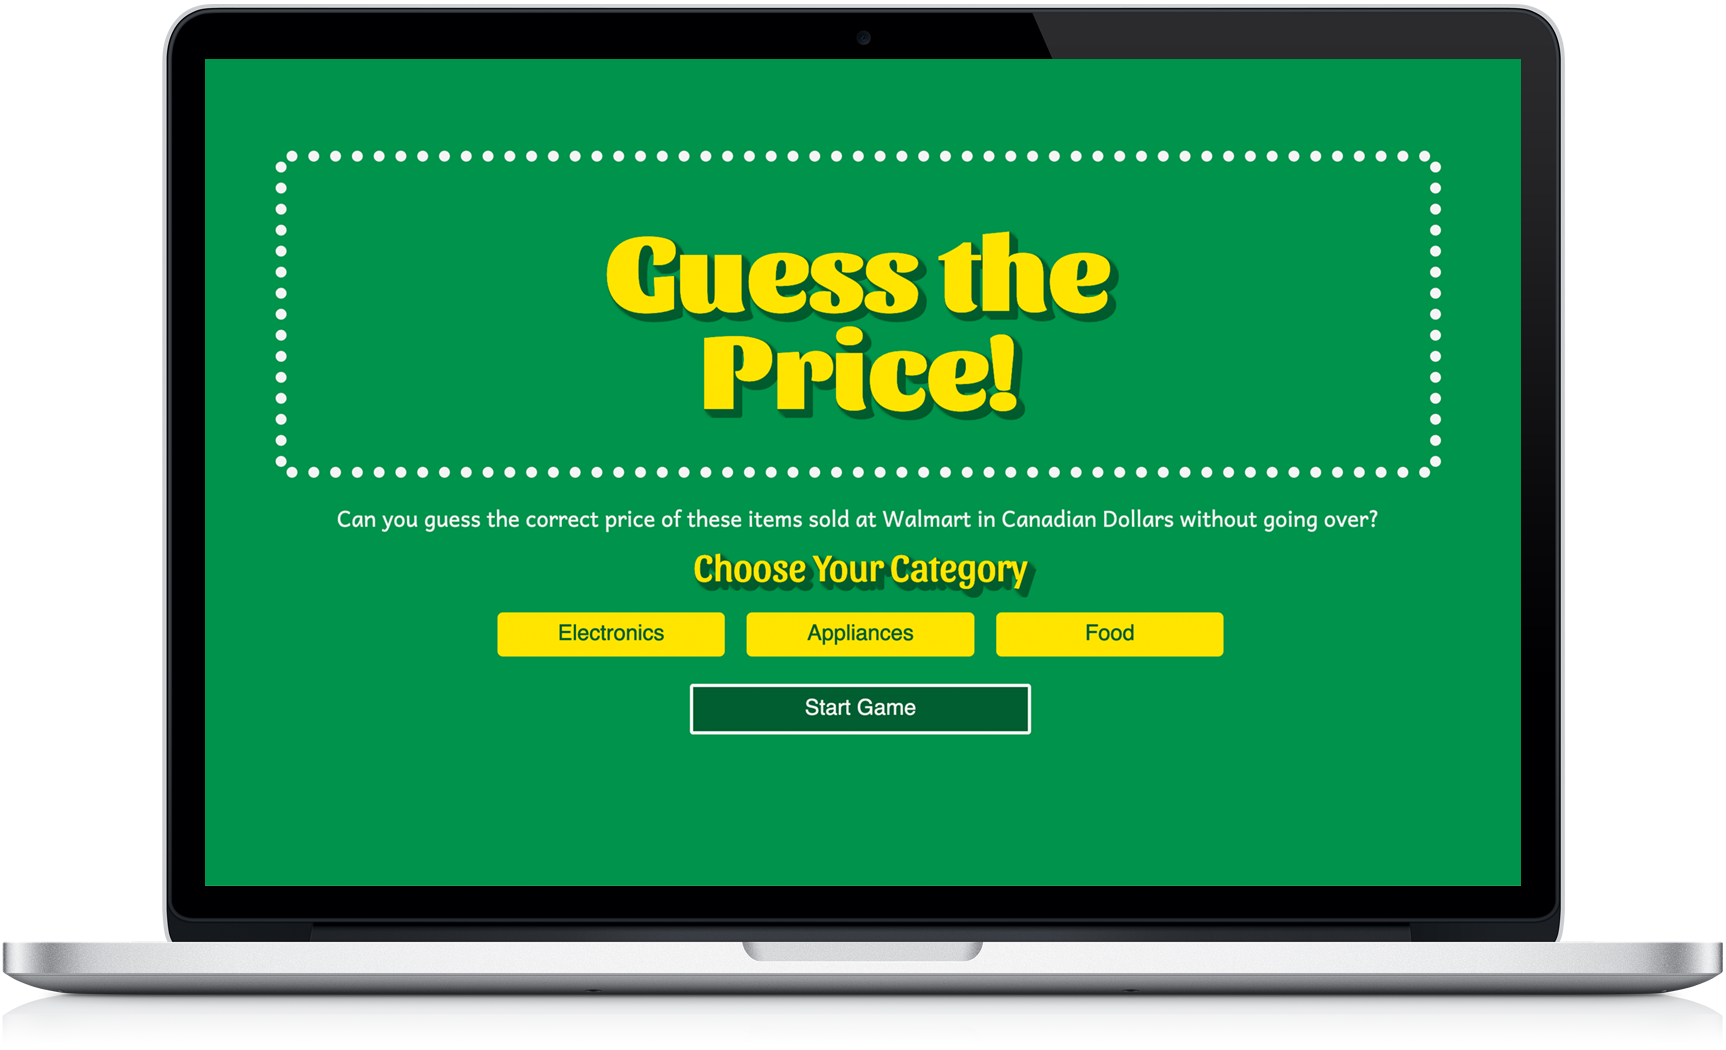 Guess the
Price!
Can you guess the correct price of these items sold at Walmart in Canadian Dollars without going over?
Choose Your Category
Electronics
Appliances
Food
Start Game